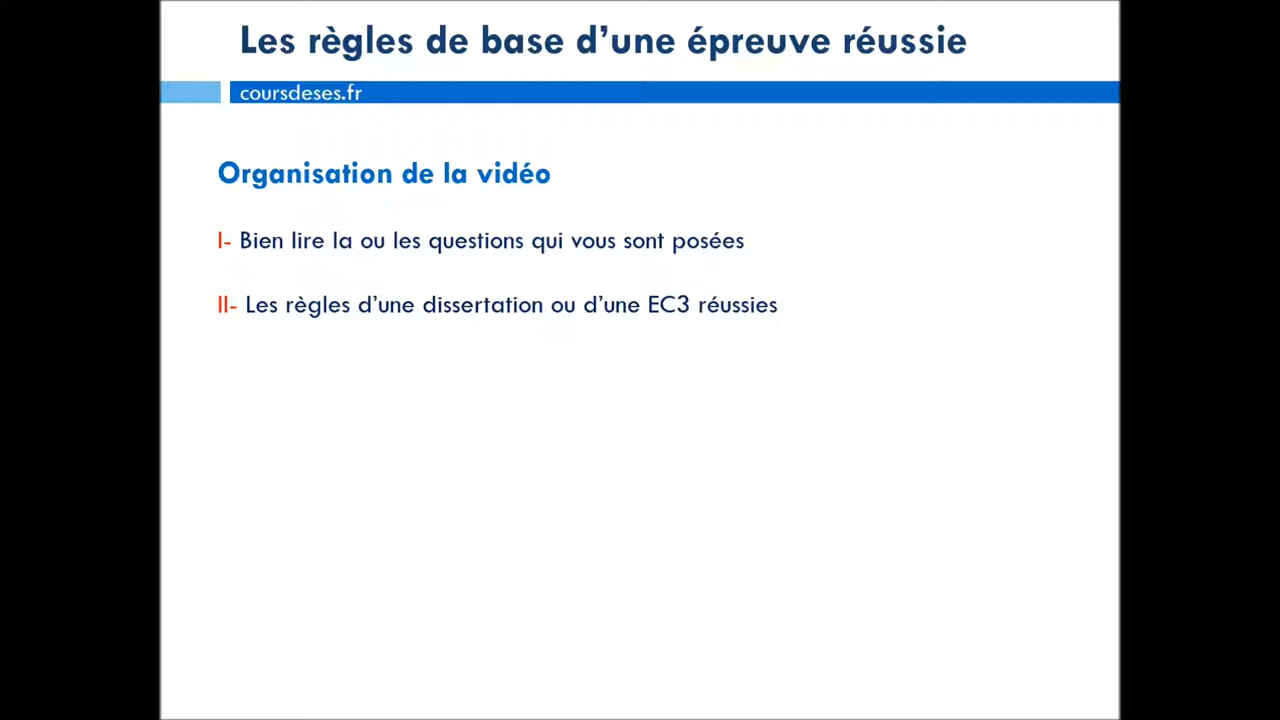 Les règles de base d’une épreuve réussie
coursdeses.fr
Organisation de la vidéo
I- Bien lire la ou les questions qui vous sont posées
II- Les règles d’une dissertation ou d’une EC3 réussies